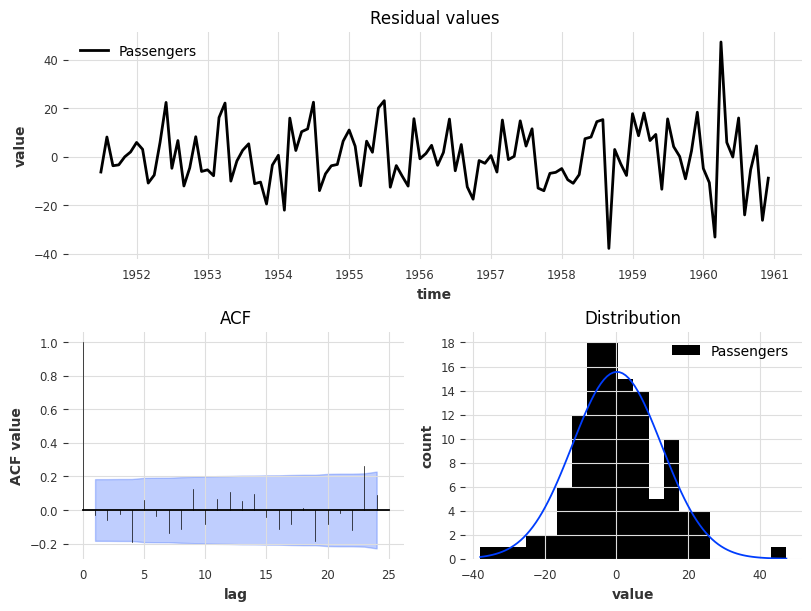 Residual values
Passengers
value
40
20
0
−20
−40
1952 1953 1954 1955 1956 1957 1958 1959 1960 1961
time
ACF
ACF value
1.0
0.8
0.6
0.4
0.2
0.0
−0.2
0 5 10 15 20 25
lag
Distribution
Passengers
count
18
16
14
12
10
8
6
4
2
0
−40 −20 0 20 40
value